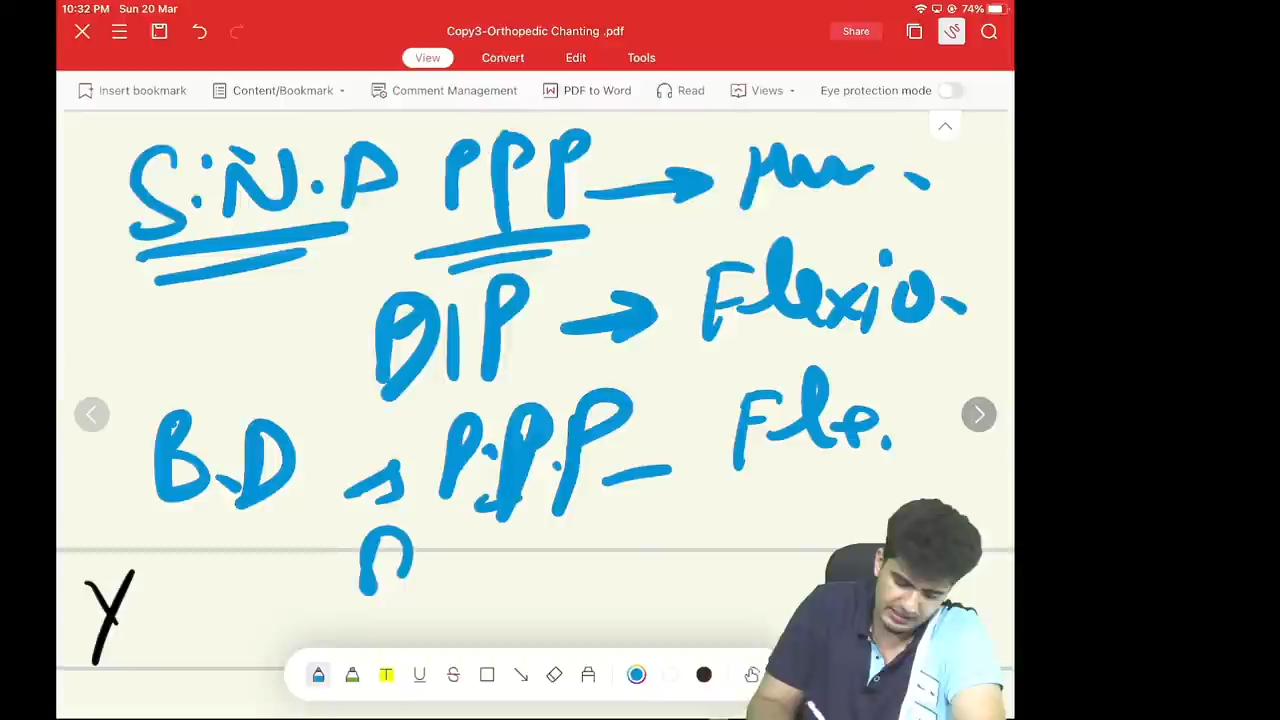 10:32 PM Sun 20 Mar 74%
Copy3-Orthopedic Chanting .pdf
Share
View Convert Edit Tools
Insert bookmark Content/Bookmark Comment Management PDF to Word Read Views Eye protection mode
S.N.D PPP →
DIP → Flexio.
B.D P.P.P – Fle.
Y
T U S